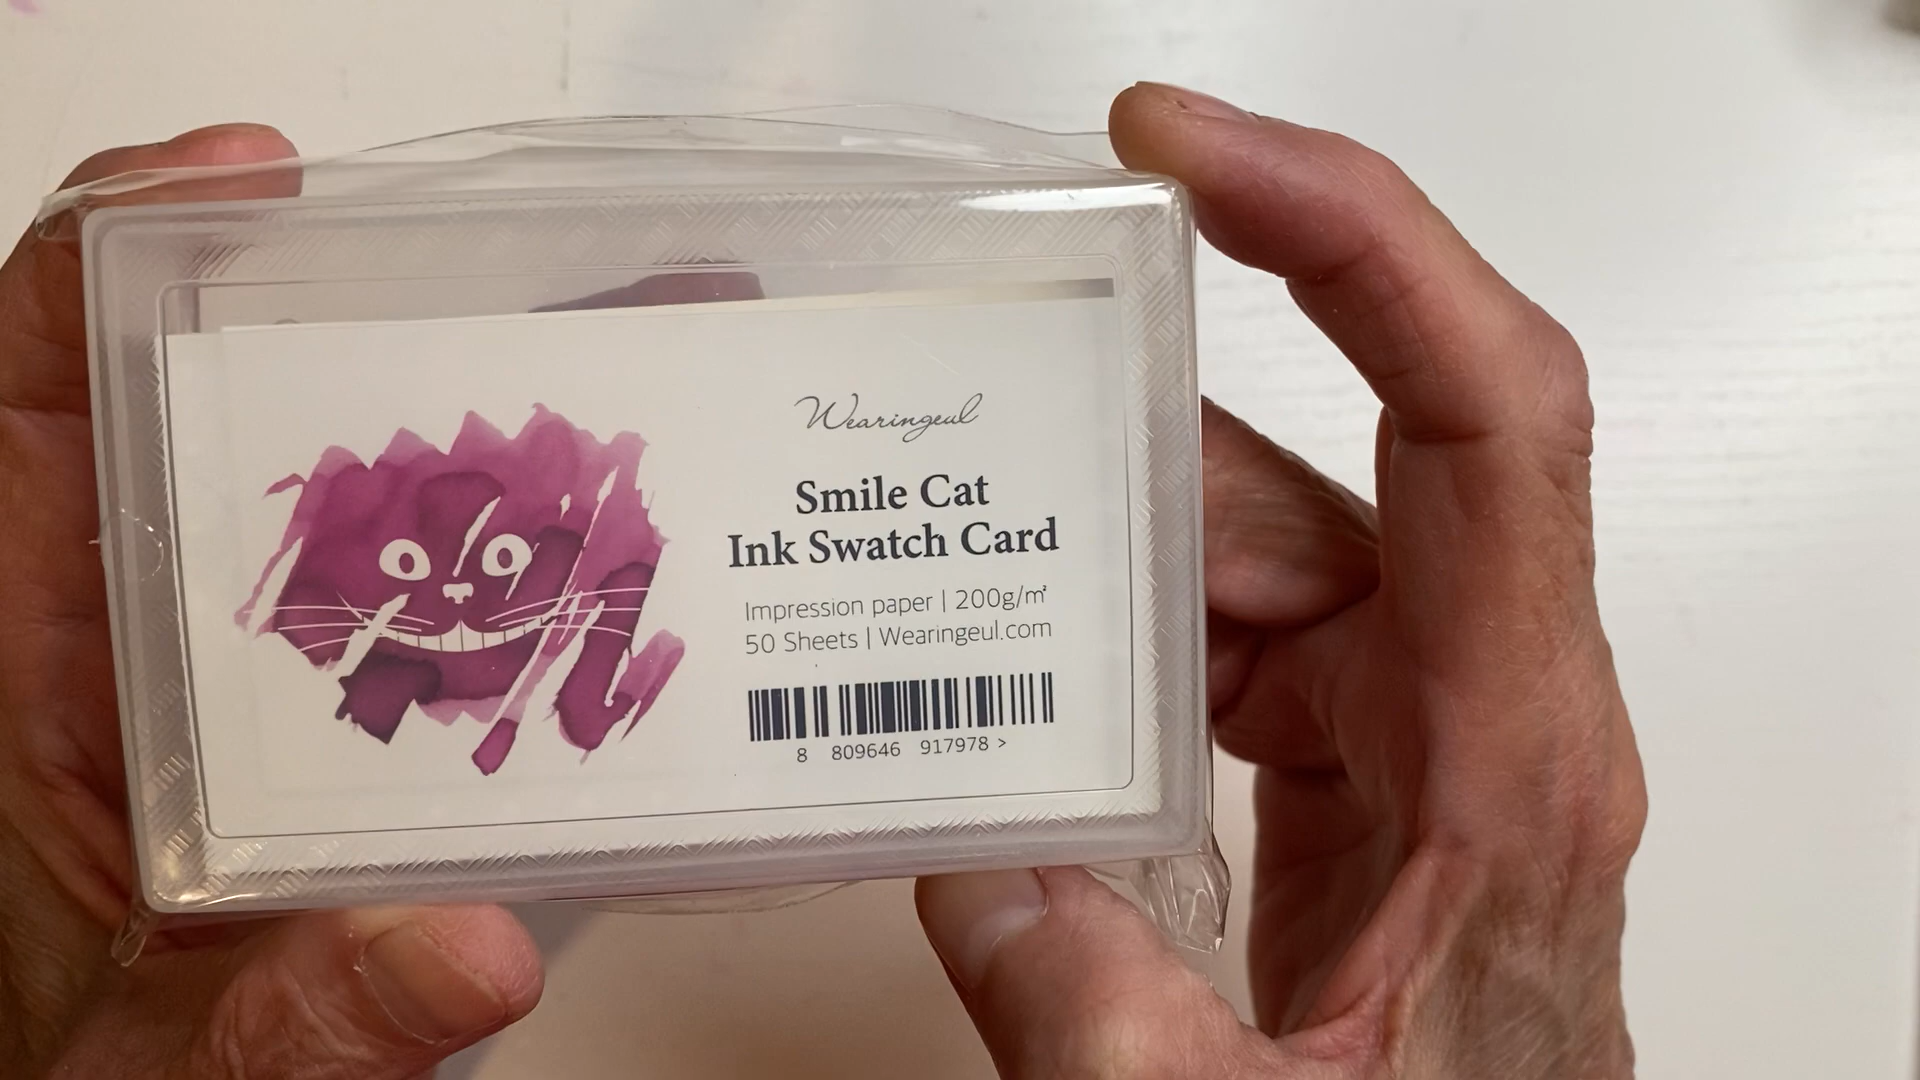 Wearingeul
Smile Cat
Ink Swatch Card
Impression paper | 200g/m²
50 Sheets | Wearingeul.com
8 809646 917978 >